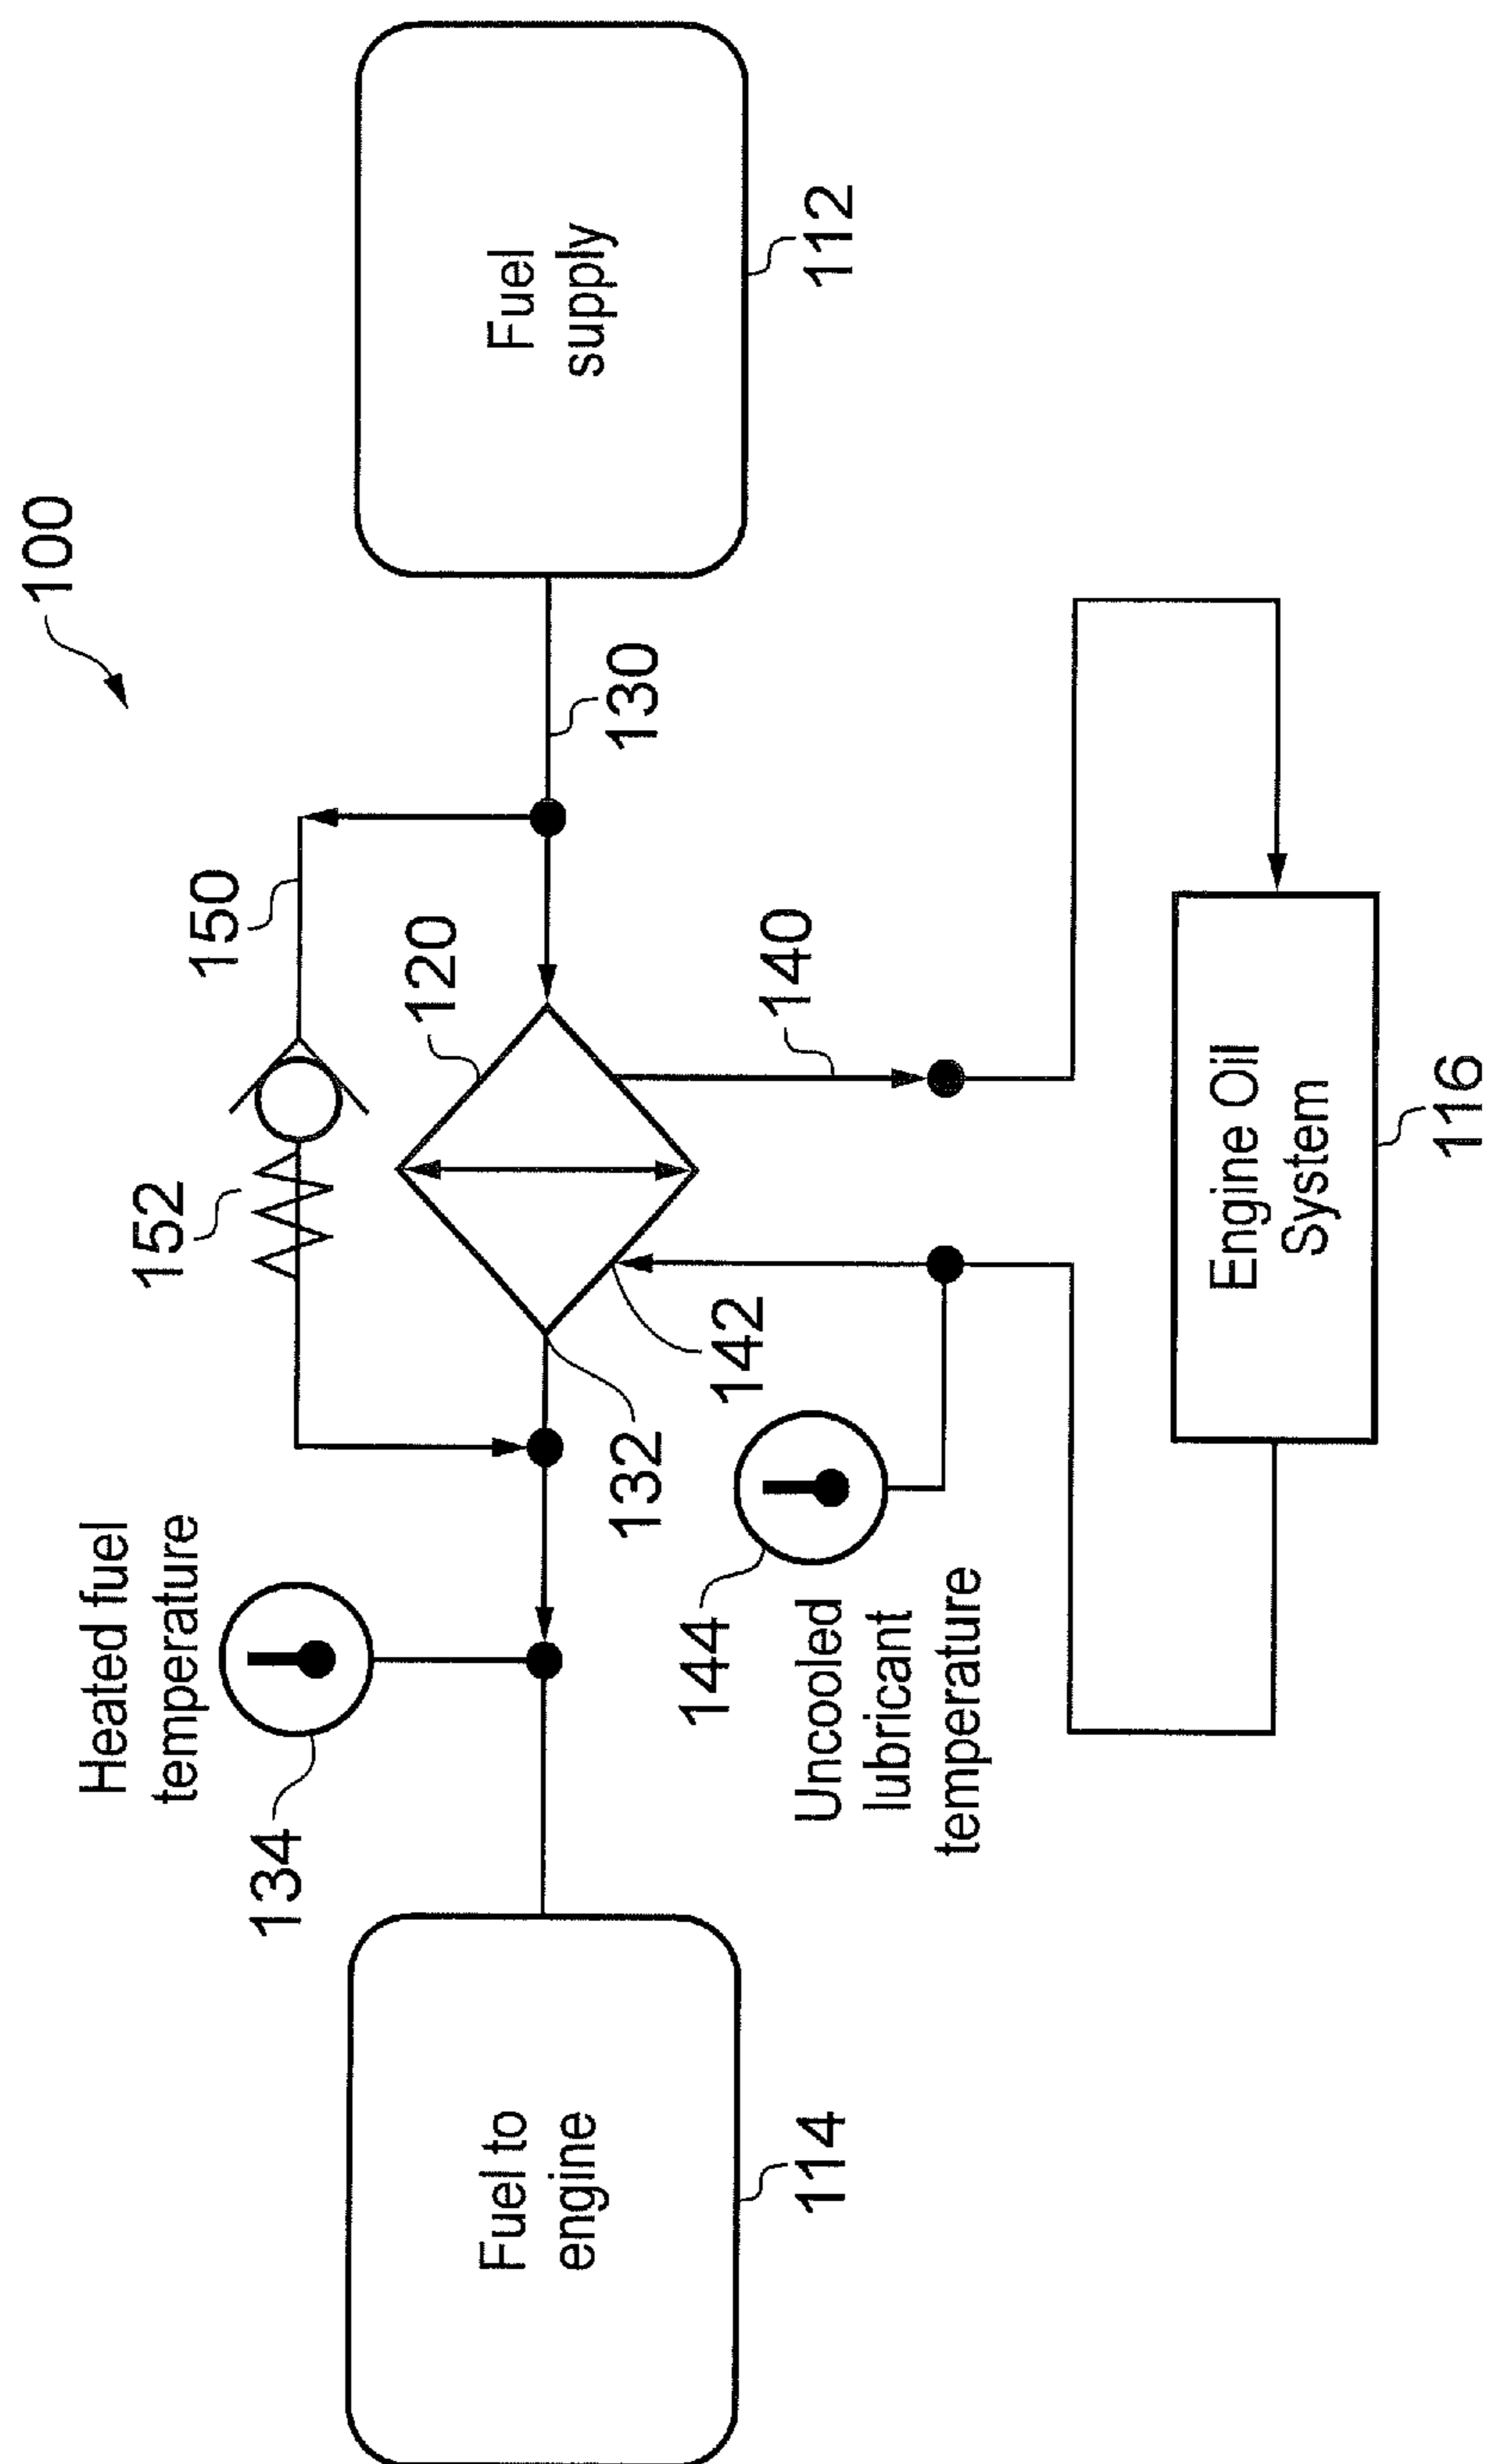 100
Heated fuel
temperature
134
152
150
120
Fuel to
engine
114
132
142
140
130
Fuel
supply
112
144
Uncooled
lubricant
temperature
Engine Oil
System
116